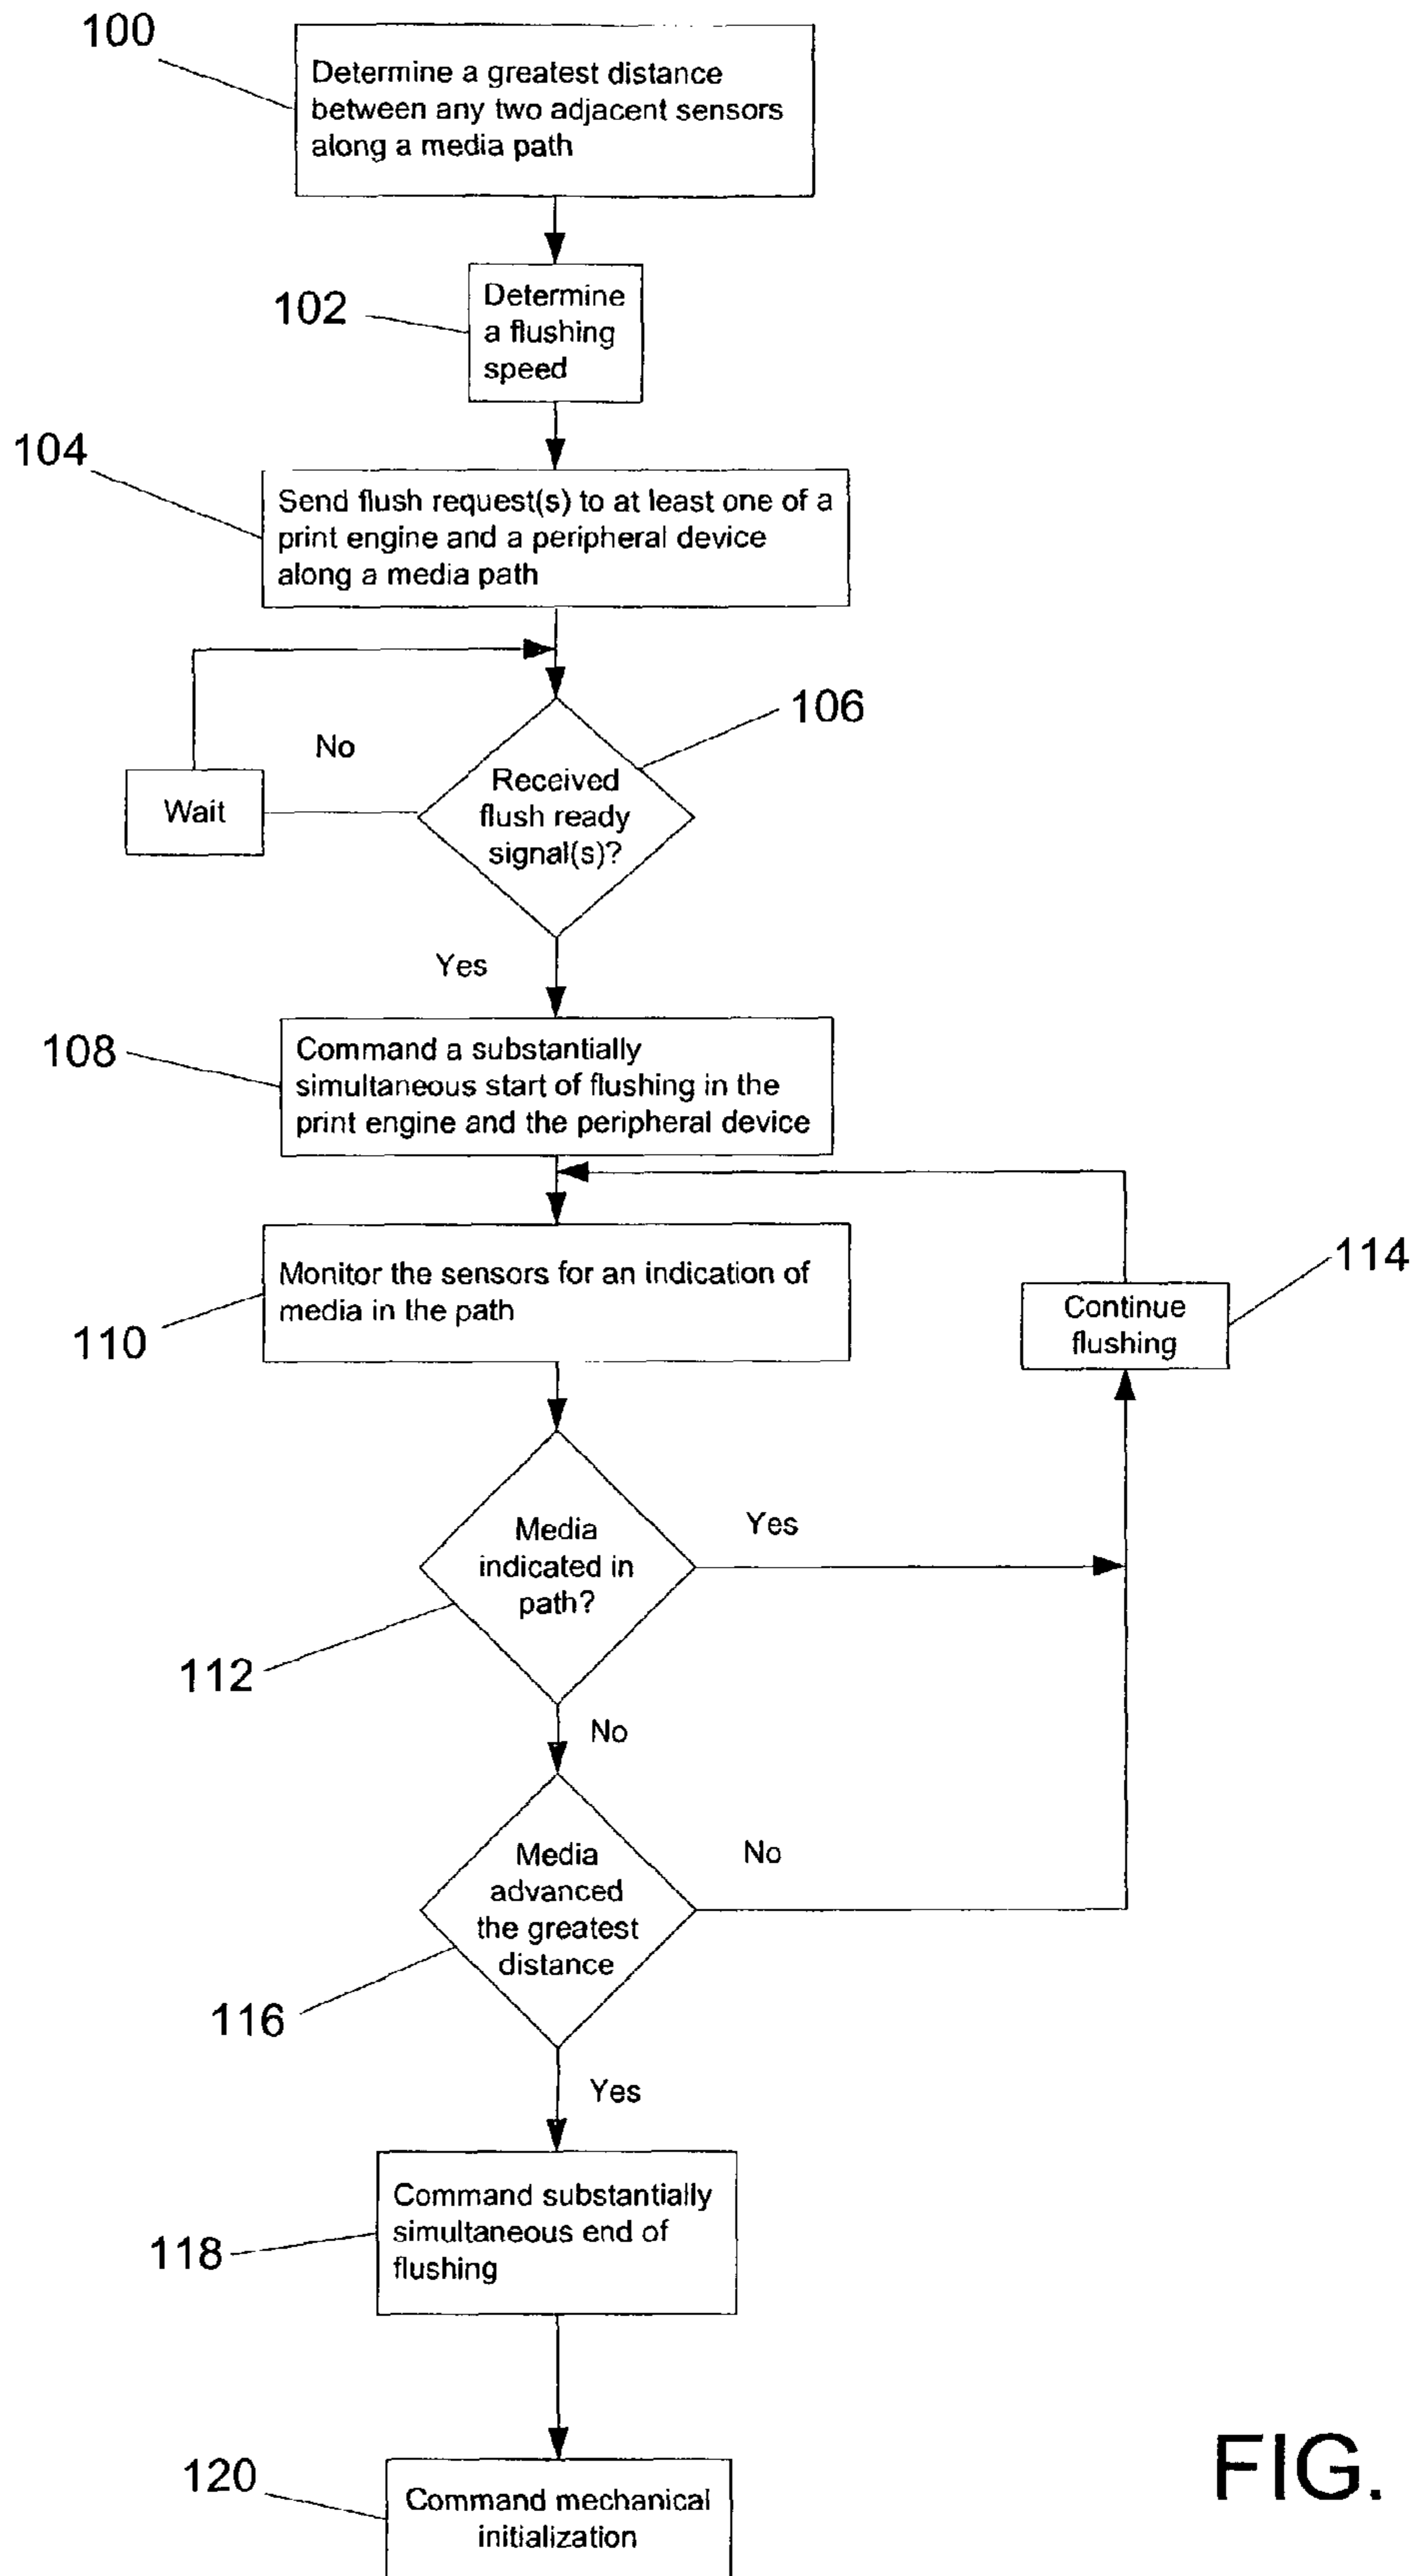 100
Determine a greatest distance
between any two adjacent sensors
along a media path
102
Determine
a flushing
speed
104
Send flush request(s) to at least one of a
print engine and a peripheral device
along a media path
106
No
Wait
Received
flush ready
signal(s)?
Yes
108
Command a substantially
simultaneous start of flushing in the
print engine and the peripheral device
110
Monitor the sensors for an indication of
media in the path
114
Continue
flushing
Media
indicated in
path?
Yes
112
No
Media
advanced
the greatest
distance
No
116
Yes
118
Command substantially
simultaneous end of
flushing
120
Command mechanical
initialization
FIG.